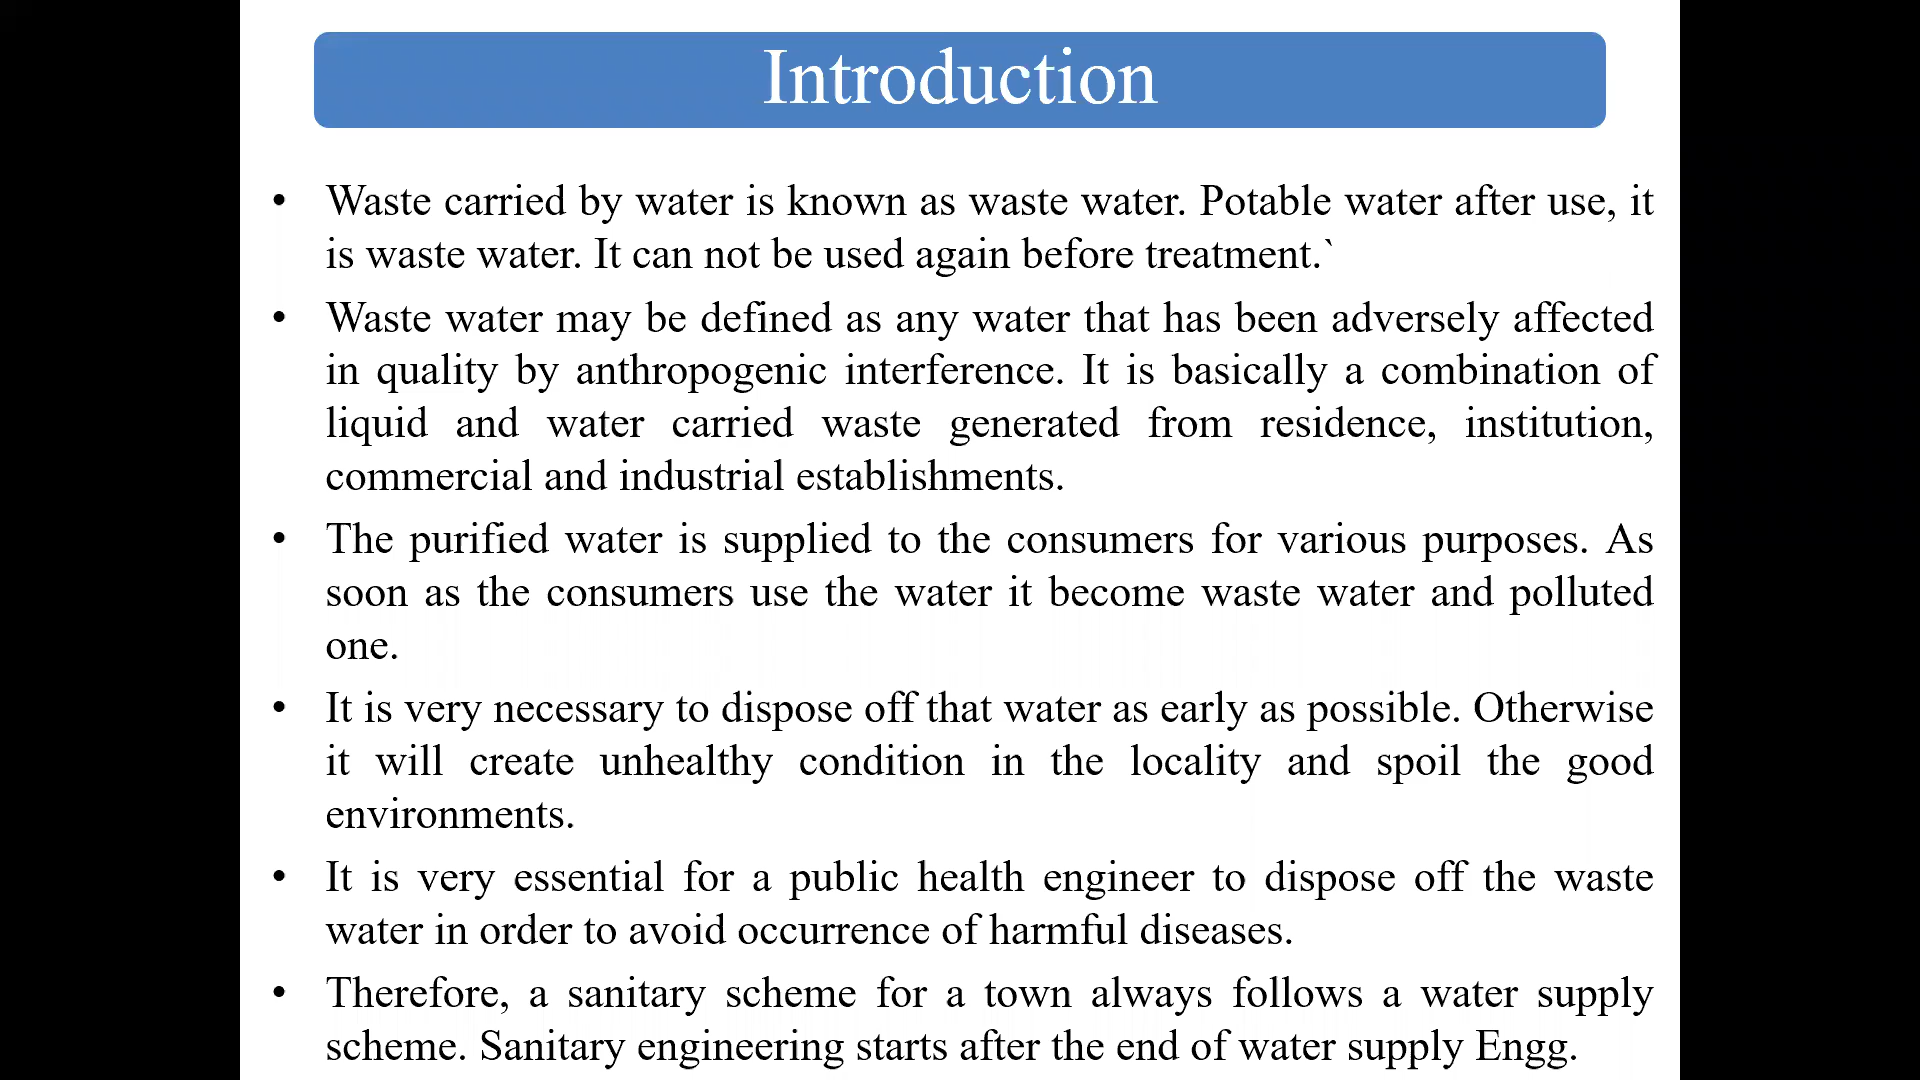 Introduction
• Waste carried by water is known as waste water. Potable water after use, it
is waste water. It can not be used again before treatment.`
• Waste water may be defined as any water that has been adversely affected
in quality by anthropogenic interference. It is basically a combination of
liquid and water carried waste generated from residence, institution,
commercial and industrial establishments.
• The purified water is supplied to the consumers for various purposes. As
soon as the consumers use the water it become waste water and polluted
one.
• It is very necessary to dispose off that water as early as possible. Otherwise
it will create unhealthy condition in the locality and spoil the good
environments.
• It is very essential for a public health engineer to dispose off the waste
water in order to avoid occurrence of harmful diseases.
• Therefore, a sanitary scheme for a town always follows a water supply
scheme. Sanitary engineering starts after the end of water supply Engg.